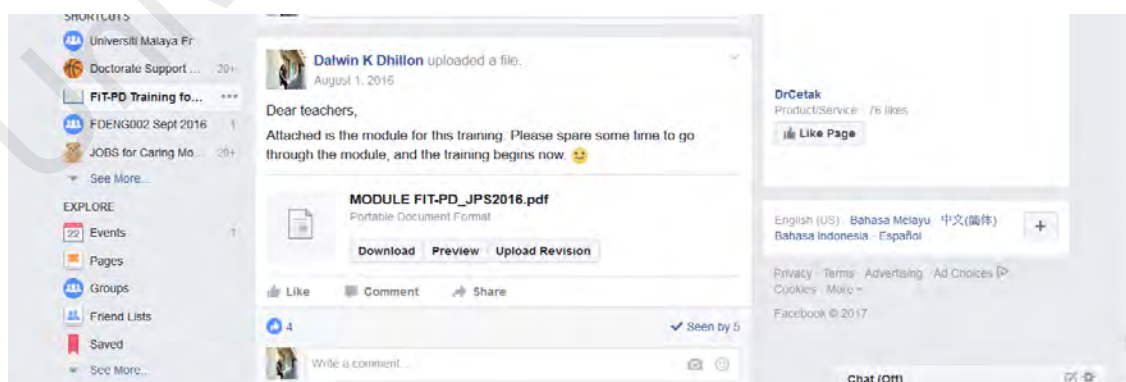 SHORTCUTS
Universiti Malaya Fr
Doctorate Support ... 20+
FiT-PD Training fo... ...
FDENG002 Sept 2016 1
JOBS for Caring Mo... 20+
See More...
EXPLORE
22 Events 1
Pages
Groups
Friend Lists
Saved
See More...
Dalwin K Dhillon uploaded a file.
August 1, 2016
Dear teachers,
Attached is the module for this training. Please spare some time to go
through the module, and the training begins now.
MODULE FIT-PD_JPS2016.pdf
Portable Document Format
Download Preview Upload Revision
Like Comment Share
4 Seen by 5
Write a comment...
DrCetak
Product/Service · 76 likes
Like Page
English (US) · Bahasa Melayu · 中文(简体) ·
Bahasa Indonesia · Español
Privacy · Terms · Advertising · Ad Choices
Cookies · More
Facebook © 2017
Chat (Off)